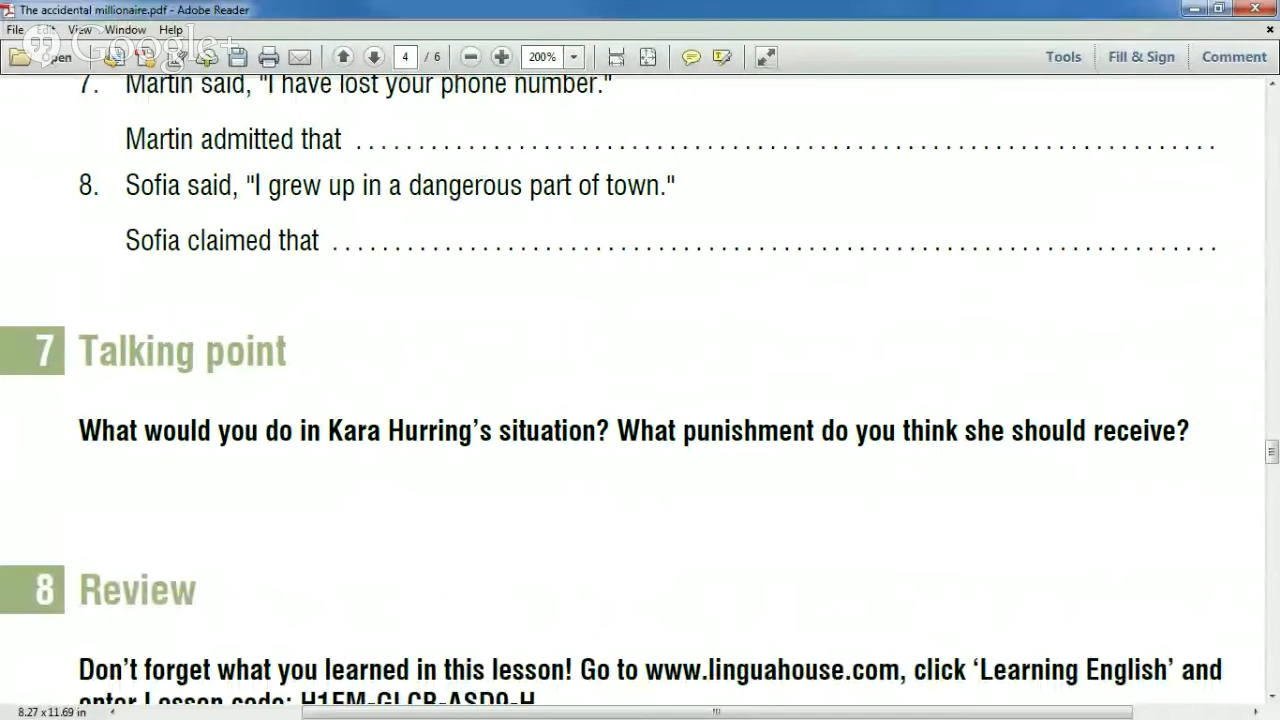 The accidental millionaire.pdf - Adobe Reader
File Edit View Window Help
Google+
Open 4 / 6 200% Tools Fill & Sign Comment
7. Martin said, "I have lost your phone number."
Martin admitted that ........................................................................
8. Sofia said, "I grew up in a dangerous part of town."
Sofia claimed that ..........................................................................
7 Talking point
What would you do in Kara Hurring's situation? What punishment do you think she should receive?
8 Review
Don't forget what you learned in this lesson! Go to www.linguahouse.com, click 'Learning English' and
enter Lesson code:
8.27 x 11.69 in